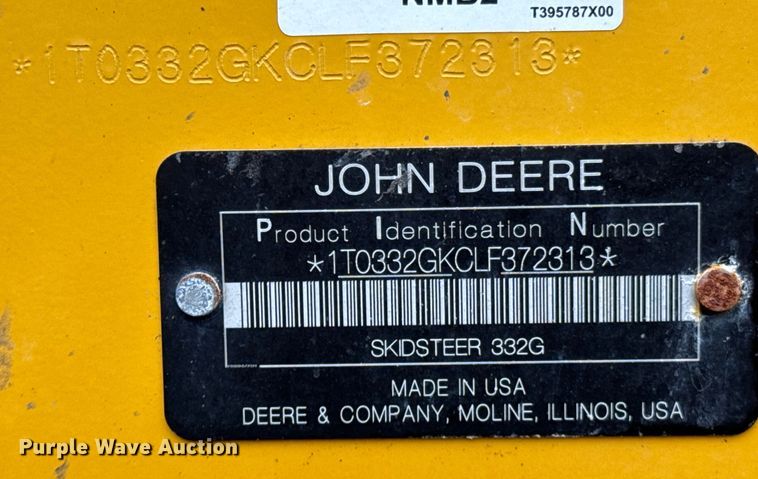 NMB2
T395787X00
*1T0332GKCLF372313*
JOHN DEERE
Product Identification Number
*1T0332GKCLF372313*
SKIDSTEER 332G
MADE IN USA
DEERE & COMPANY, MOLINE, ILLINOIS, USA
Purple Wave Auction